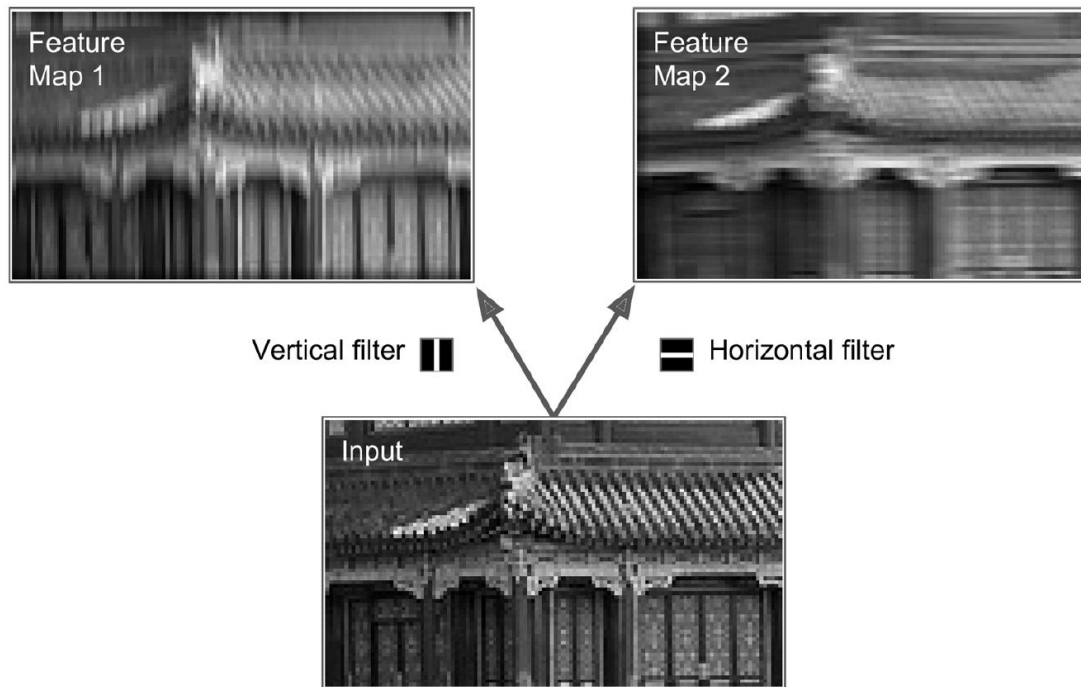 Feature
Map 1
Feature
Map 2
Vertical filter
Horizontal filter
Input